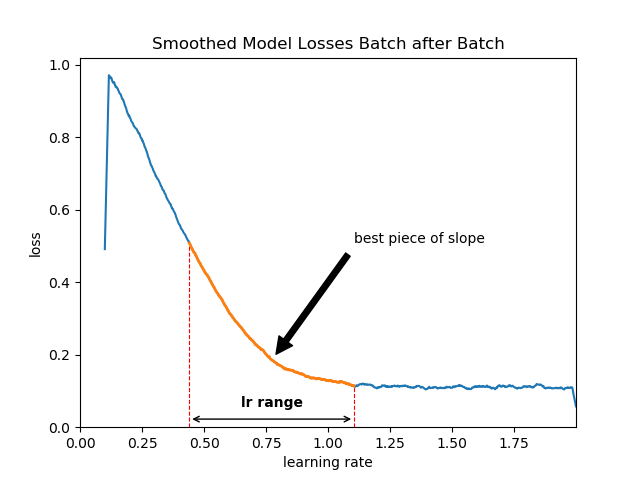 Smoothed Model Losses Batch after Batch
1.0
0.8
0.6
0.4
0.2
0.0
loss
best piece of slope
lr range
0.00 0.25 0.50 0.75 1.00 1.25 1.50 1.75
learning rate